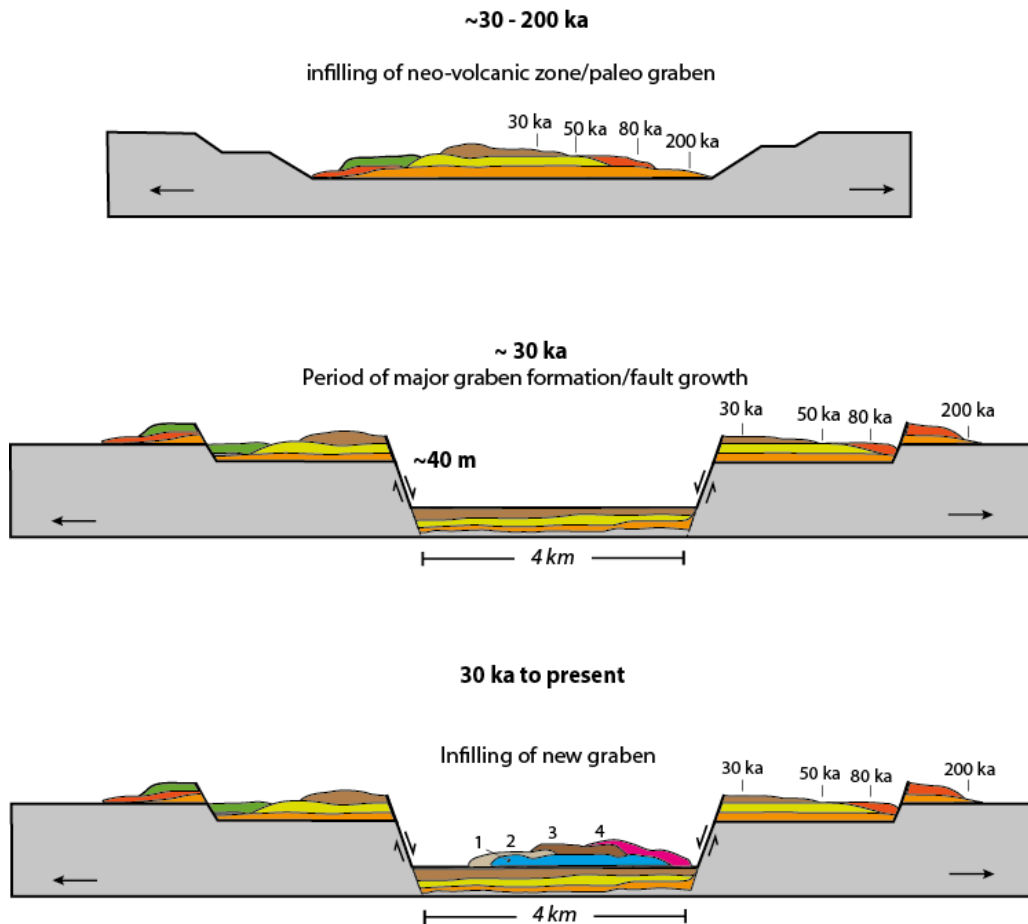 ~30 - 200 ka
infilling of neo-volcanic zone/paleo graben
30 ka
50 ka
80 ka
200 ka
~ 30 ka
Period of major graben formation/fault growth
30 ka
50 ka
80 ka
200 ka
~40 m
4 km
30 ka to present
Infilling of new graben
30 ka
50 ka
80 ka
200 ka
1
2
3
4
4 km